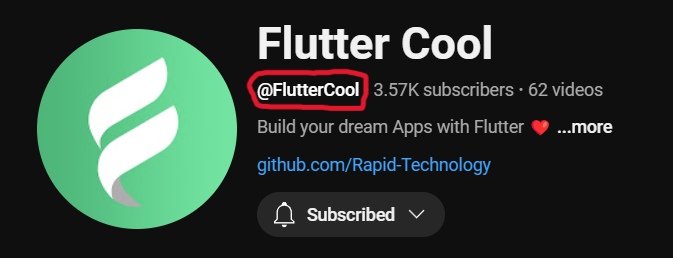 Flutter Cool
@FlutterCool 3.57K subscribers · 62 videos
Build your dream Apps with Flutter ❤️ ...more
github.com/Rapid-Technology
Subscribed